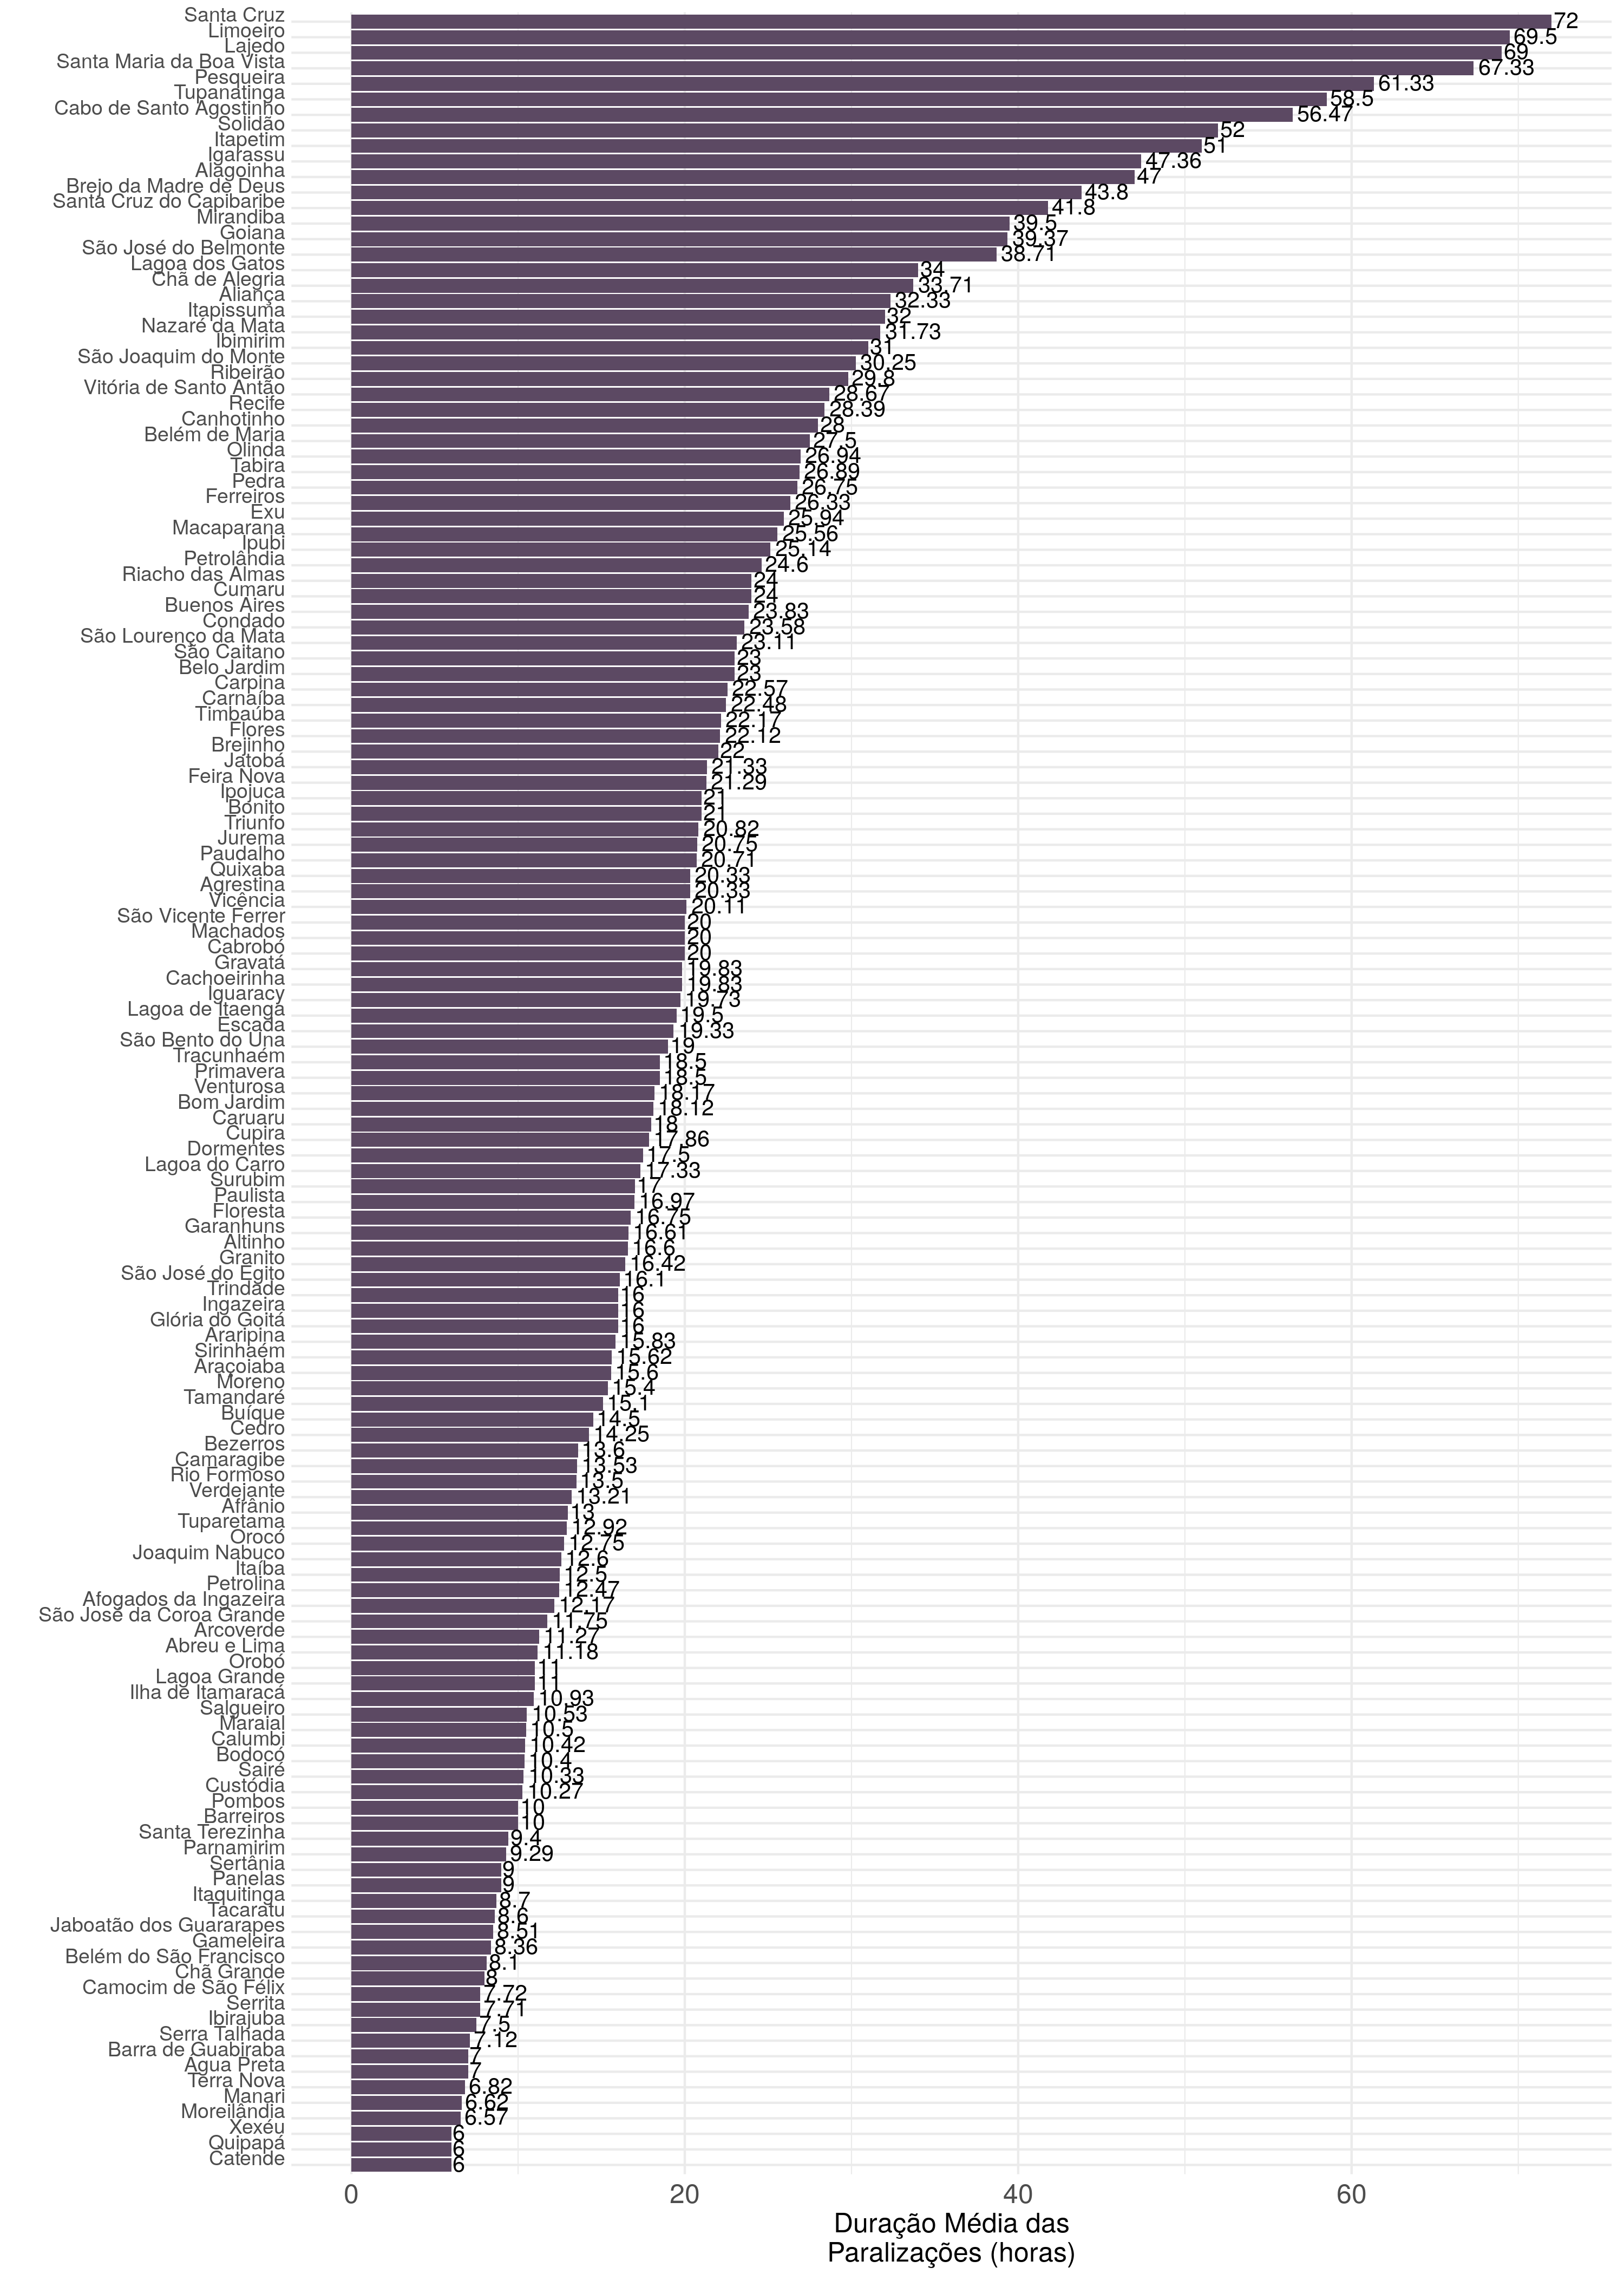 Santa Cruz 72
Limoeiro 69.5
Lajedo 69
Santa Maria da Boa Vista 67.33
Pesqueira 61.33
Tupanatinga 58.5
Cabo de Santo Agostinho 56.47
Solidão 52
Itapetim 51
Igarassu 47.36
Alagoinha 47
Brejo da Madre de Deus 43.8
Santa Cruz do Capibaribe 41.8
Mirandiba 39.5
Goiana 39.37
São José do Belmonte 38.71
Lagoa dos Gatos 34
Chã de Alegria 33.71
Aliança 32.33
Itapissuma 32
Nazaré da Mata 31.73
Ibimirim 31
São Joaquim do Monte 30.25
Ribeirão 29.8
Vitória de Santo Antão 28.67
Recife 28.39
Canhotinho 28
Belém de Maria 27.5
Olinda 26.94
Tabira 26.89
Pedra 26.75
Ferreiros 26.33
Exu 25.94
Macaparana 25.56
Ipubi 25.14
Petrolândia 24.6
Riacho das Almas 24
Cumaru 24
Buenos Aires 23.83
Condado 23.58
São Lourenço da Mata 23.11
São Caitano 23
Belo Jardim 23
Carpina 22.57
Carnaíba 22.48
Timbaúba 22.17
Flores 22.12
Brejinho 22
Jatobá 21.33
Feira Nova 21.29
Ipojuca 21
Bonito 21
Triunfo 20.82
Jurema 20.75
Paudalho 20.71
Quixaba 20.33
Agrestina 20.33
Vicência 20.11
São Vicente Ferrer 20
Machados 20
Cabrobó 20
Gravatá 19.83
Cachoeirinha 19.83
Iguaracy 19.73
Lagoa de Itaenga 19.5
Escada 19.33
São Bento do Una 19
Tracunhaém 18.5
Primavera 18.5
Venturosa 18.17
Bom Jardim 18.12
Caruaru 18
Cupira 17.86
Dormentes 17.5
Lagoa do Carro 17.33
Surubim 17
Paulista 16.97
Floresta 16.75
Garanhuns 16.61
Altinho 16.6
Granito 16.42
São José do Egito 16.1
Trindade 16
Ingazeira 16
Glória do Goitá 16
Araripina 15.83
Sirinhaém 15.62
Araçoiaba 15.6
Moreno 15.4
Tamandaré 15.1
Buíque 14.5
Cedro 14.25
Bezerros 13.6
Camaragibe 13.53
Rio Formoso 13.5
Verdejante 13.21
Afrânio 13
Tuparetama 12.92
Orocó 12.75
Joaquim Nabuco 12.6
Itaíba 12.5
Petrolina 12.47
Afogados da Ingazeira 12.17
São José da Coroa Grande 11.75
Arcoverde 11.27
Abreu e Lima 11.18
Orobó 11
Lagoa Grande 11
Ilha de Itamaracá 10.93
Salgueiro 10.53
Maraial 10.5
Calumbi 10.42
Bodocó 10.4
Sairé 10.33
Custódia 10.27
Pombos 10
Barreiros 10
Santa Terezinha 9.4
Parnamirim 9.29
Sertânia 9
Panelas 9
Itaquitinga 8.7
Tacaratu 8.6
Jaboatão dos Guararapes 8.51
Gameleira 8.36
Belém do São Francisco 8.1
Chã Grande 8
Camocim de São Félix 7.72
Serrita 7.71
Ibirajuba 7.5
Serra Talhada 7.12
Barra de Guabiraba 7
Água Preta 7
Terra Nova 6.82
Manari 6.62
Moreilândia 6.57
Xexéu 6
Quipapá 6
Catende 6
0 20 40 60
Duração Média das
Paralizações (horas)